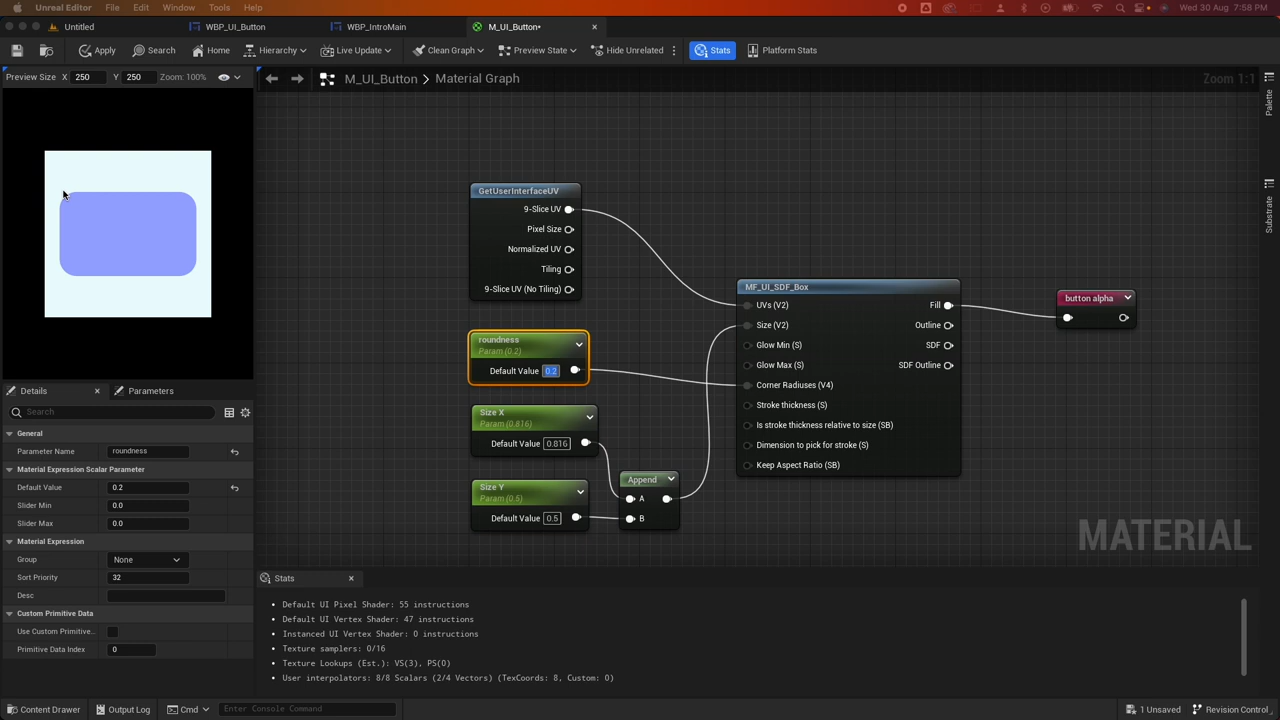 Unreal Editor File Edit Window Tools Help Wed 30 Aug 7:58 PM
Untitled WBP_UI_Button WBP_IntroMain M_UI_Button•
Apply Search Home Hierarchy Live Update Clean Graph Preview State Hide Unrelated Stats Platform Stats
Preview Size X 250 Y 250 Zoom: 100%
M_UI_Button > Material Graph
Zoom 1:1
Palette
Substrate
GetUserInterfaceUV
9-Slice UV
Pixel Size
Normalized UV
Tiling
9-Slice UV (No Tiling)
roundness
Param (0.2)
Default Value 0.2
Size X
Param (0.816)
Default Value 0.816
Size Y
Param (0.5)
Default Value 0.5
Append
A
B
MF_UI_SDF_Box
UVs (V2) Fill
Size (V2) Outline
Glow Min (S) SDF
Glow Max (S) SDF Outline
Corner Radiuses (V4)
Stroke thickness (S)
Is stroke thickness relative to size (SB)
Dimension to pick for stroke (S)
Keep Aspect Ratio (SB)
button alpha
MATERIAL
Details Parameters
Search
General
Parameter Name roundness
Material Expression Scalar Parameter
Default Value 0.2
Slider Min 0.0
Slider Max 0.0
Material Expression
Group None
Sort Priority 32
Desc
Custom Primitive Data
Use Custom Primitive...
Primitive Data Index 0
Stats
• Default UI Pixel Shader: 55 instructions
• Default UI Vertex Shader: 47 instructions
• Instanced UI Vertex Shader: 0 instructions
• Texture samplers: 0/16
• Texture Lookups (Est.): VS(3), PS(0)
• User interpolators: 8/8 Scalars (2/4 Vectors) (TexCoords: 8, Custom: 0)
Content Drawer Output Log Cmd Enter Console Command 1 Unsaved Revision Control